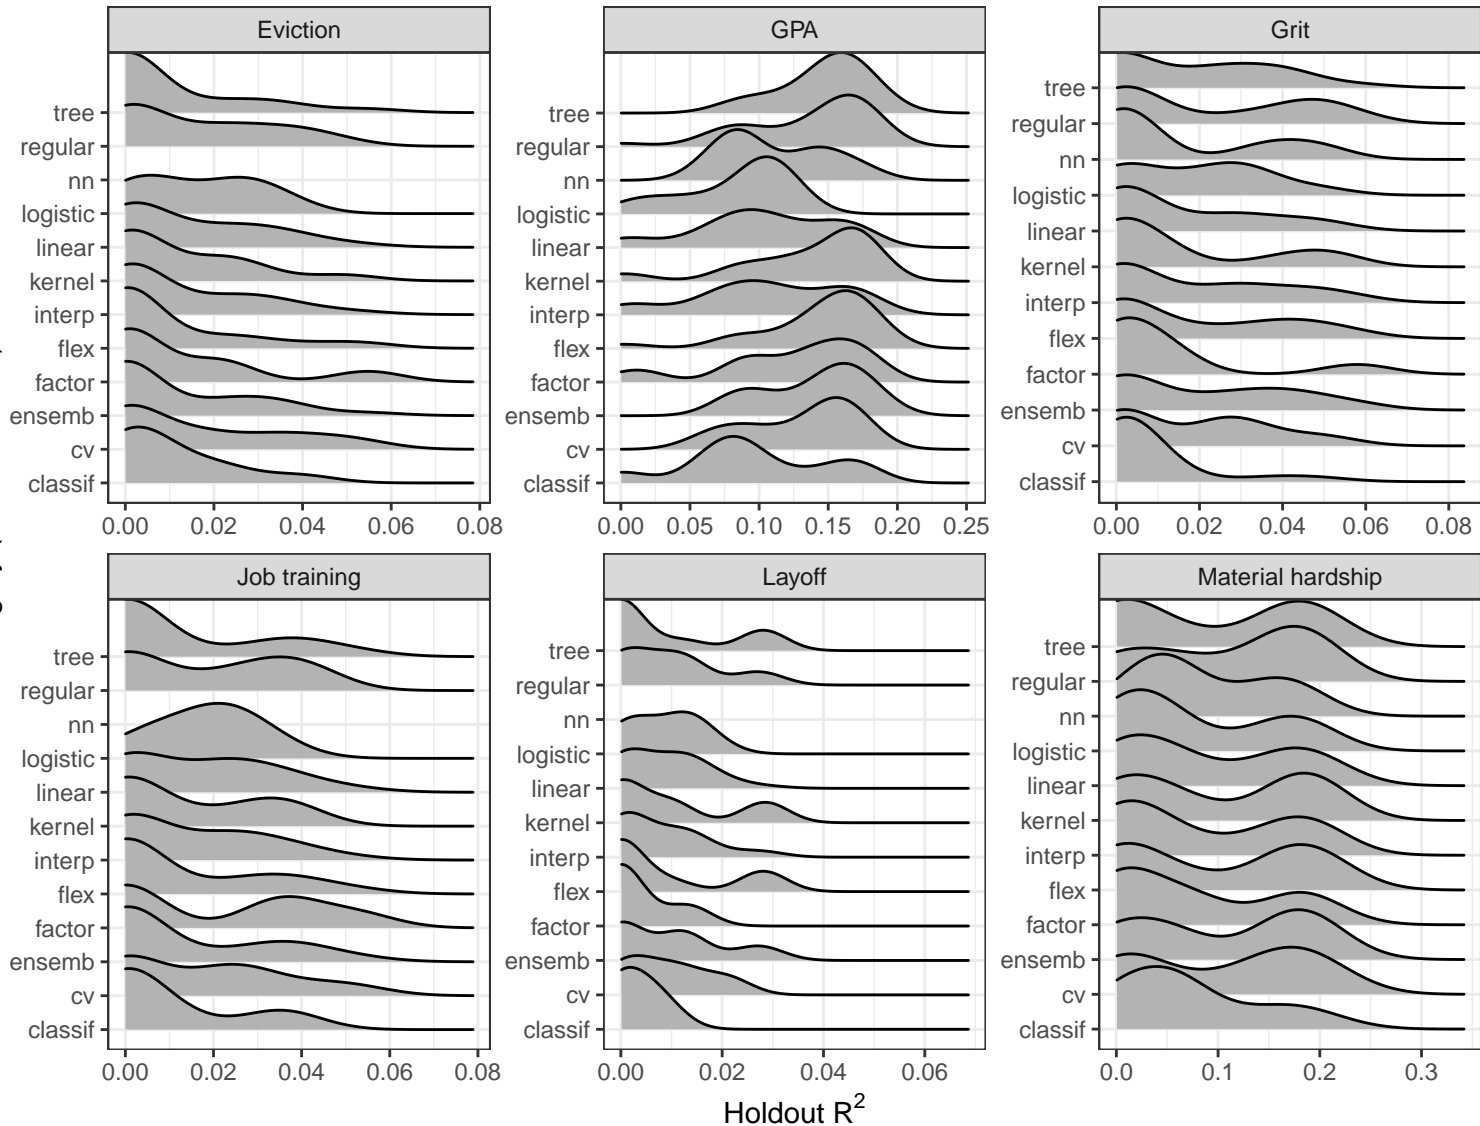 Eviction
GPA
Grit
tree
regular
nn
logistic
linear
kernel
interp
flex
factor
ensemb
cv
classif
0.00 0.02 0.04 0.06 0.08
tree
regular
nn
logistic
linear
kernel
interp
flex
factor
ensemb
cv
classif
0.00 0.05 0.10 0.15 0.20 0.25
tree
regular
nn
logistic
linear
kernel
interp
flex
factor
ensemb
cv
classif
0.00 0.02 0.04 0.06 0.08
Job training
Layoff
Material hardship
tree
regular
nn
logistic
linear
kernel
interp
flex
factor
ensemb
cv
classif
0.00 0.02 0.04 0.06 0.08
tree
regular
nn
logistic
linear
kernel
interp
flex
factor
ensemb
cv
classif
0.00 0.02 0.04 0.06
tree
regular
nn
logistic
linear
kernel
interp
flex
factor
ensemb
cv
classif
0.0 0.1 0.2 0.3
Holdout R²